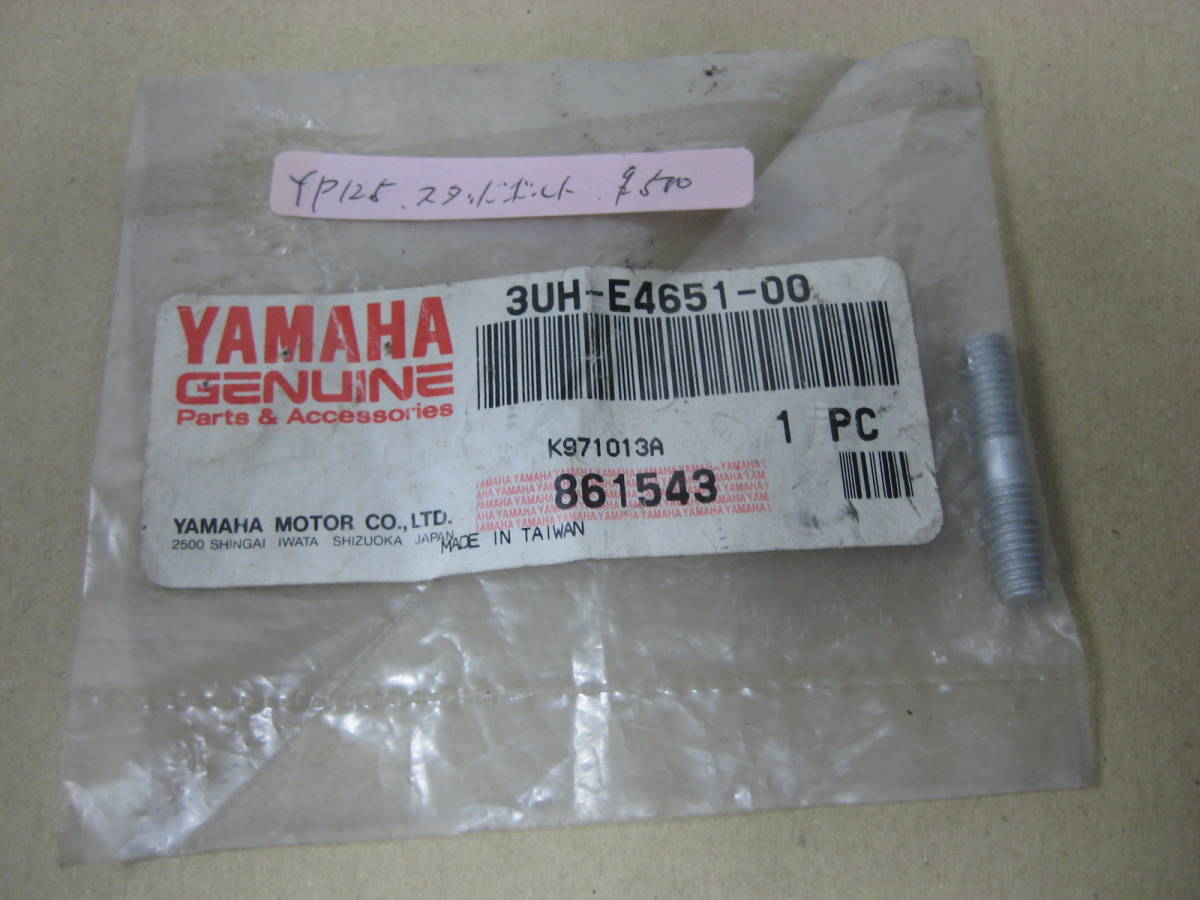 YP125、スタッドボルト ¥500
3UH-E4651-00
YAMAHA
GENUINE
Parts & Accessories
1 PC
K971013A
861543
YAMAHA MOTOR CO.,LTD.
2500 SHINGAI IWATA SHIZUOKA JAPAN
MADE IN TAIWAN